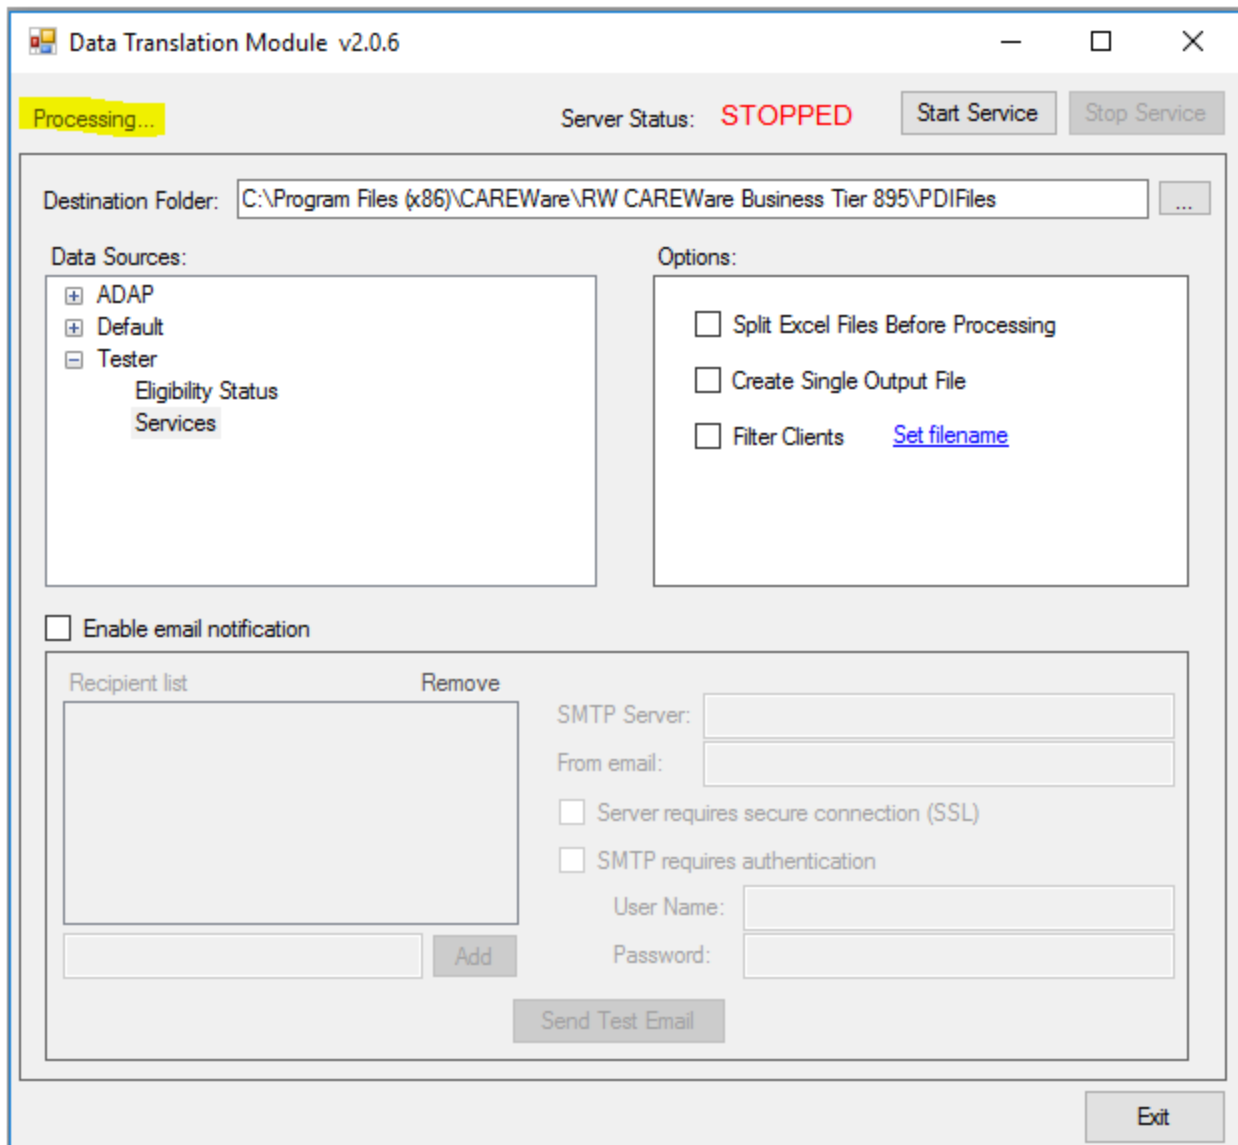 Data Translation Module v2.0.6
Processing...
Server Status: STOPPED
Start Service
Stop Service
Destination Folder: C:\Program Files (x86)\CAREWare\RW CAREWare Business Tier 895\PDIFiles
...
Data Sources:
ADAP
Default
Tester
Eligibility Status
Services
Options:
Split Excel Files Before Processing
Create Single Output File
Filter Clients Set filename
Enable email notification
Recipient list Remove
Add
SMTP Server:
From email:
Server requires secure connection (SSL)
SMTP requires authentication
User Name:
Password:
Send Test Email
Exit